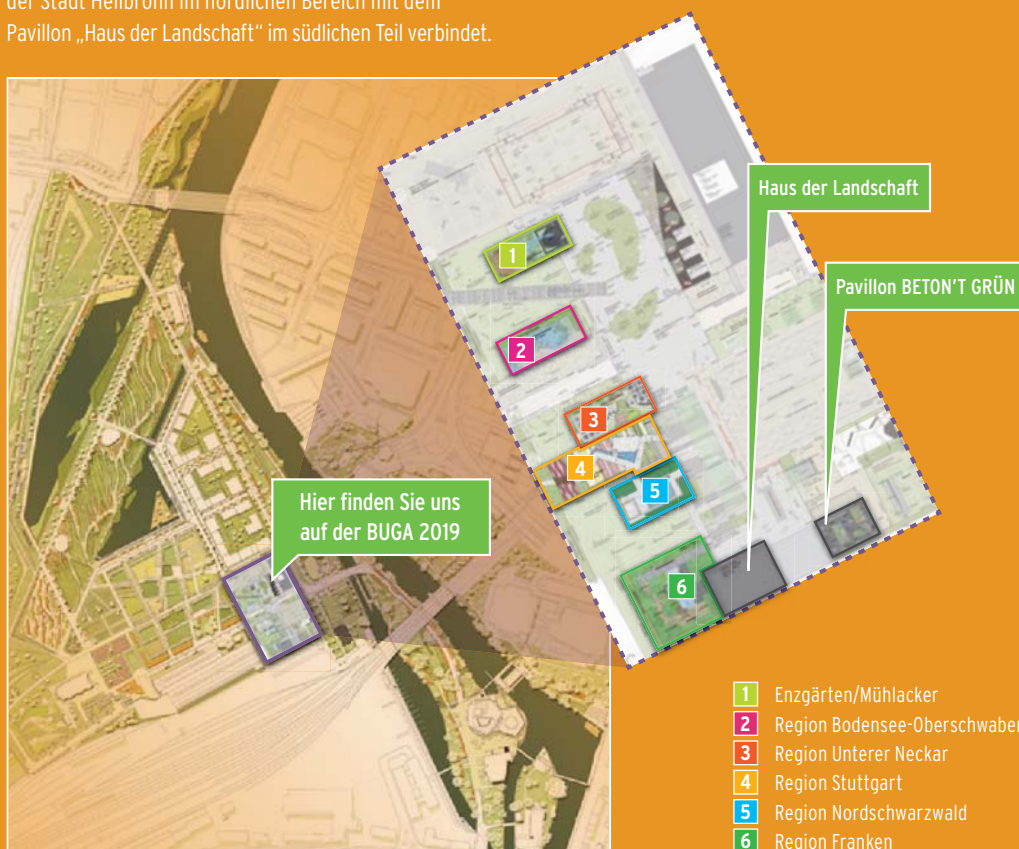 der Stadt Heilbronn im nördlichen Bereich mit dem
Pavillon „Haus der Landschaft“ im südlichen Teil verbindet.
Haus der Landschaft
Pavillon BETON'T GRÜN
1
2
3
4
5
6
Hier finden Sie uns
auf der BUGA 2019
1 Enzgärten/Mühlacker
2 Region Bodensee-Oberschwaben
3 Region Unterer Neckar
4 Region Stuttgart
5 Region Nordschwarzwald
6 Region Franken